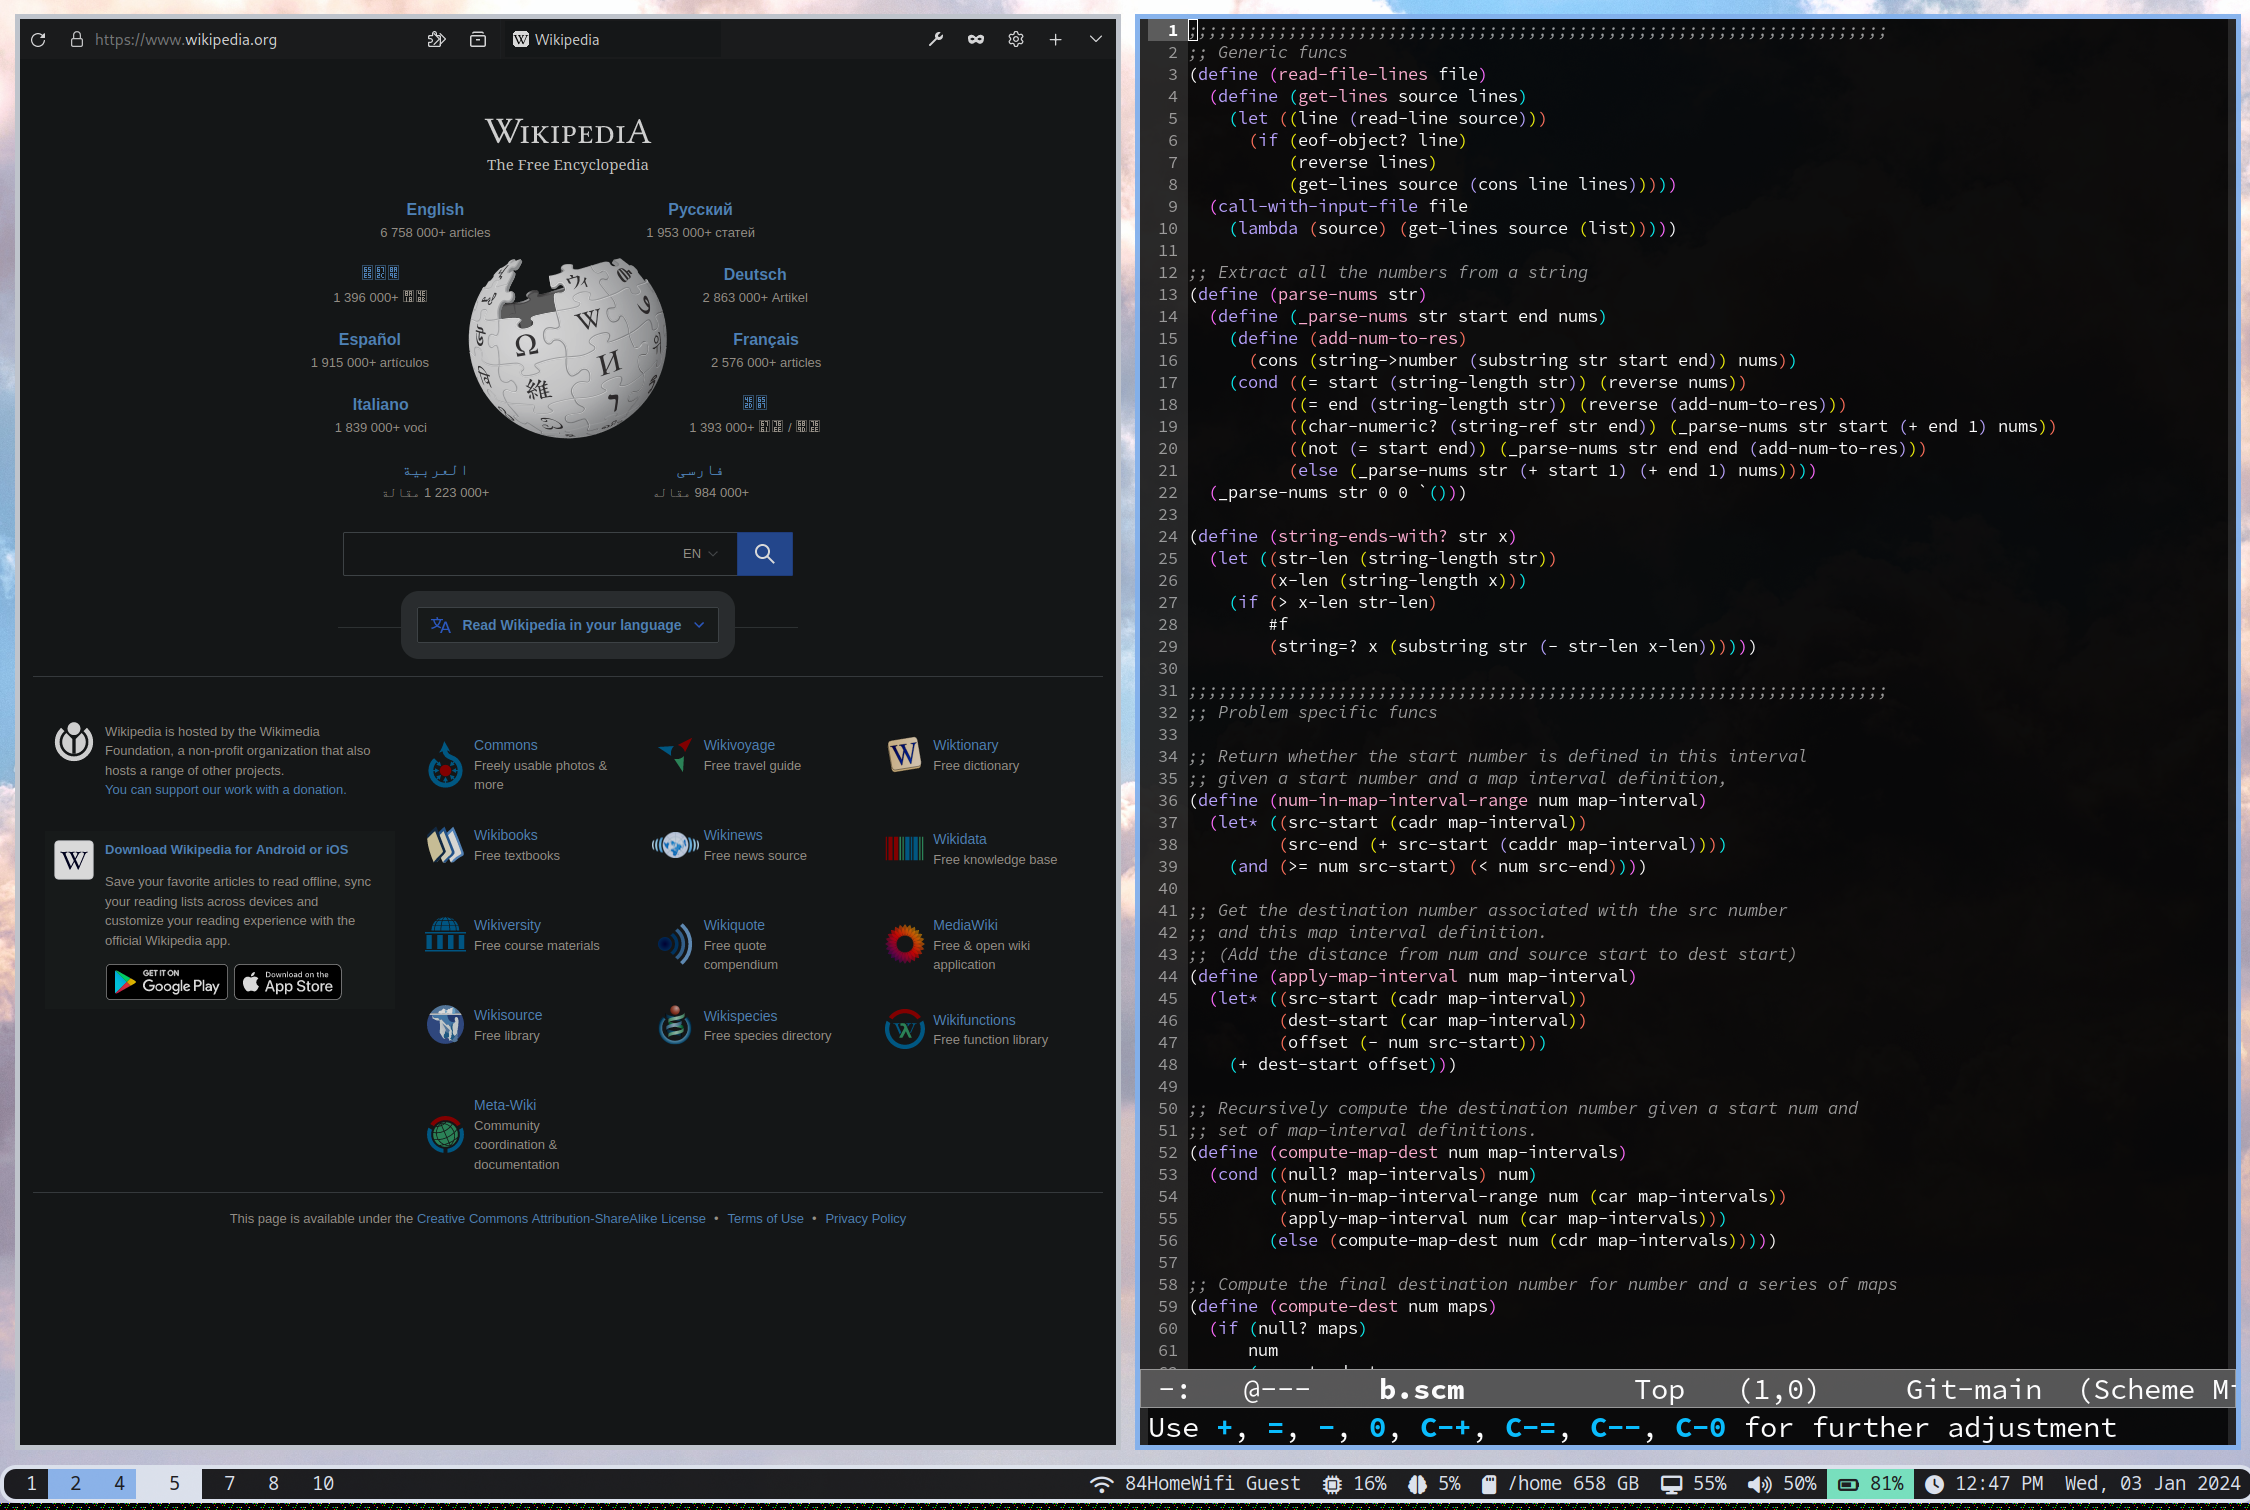 https://www.wikipedia.org
Wikipedia
WIKIPEDIA
The Free Encyclopedia
English
6 758 000+ articles
Русский
1 953 000+ статей
1 396 000+
Deutsch
2 863 000+ Artikel
Español
1 915 000+ artículos
Français
2 576 000+ articles
Italiano
1 839 000+ voci
1 393 000+ /
العربية
1 223 000+ مقالة
فارسی
984 000+ مقاله
EN
Read Wikipedia in your language
Wikipedia is hosted by the Wikimedia
Foundation, a non-profit organization that also
hosts a range of other projects.
You can support our work with a donation.
Download Wikipedia for Android or iOS
Save your favorite articles to read offline, sync
your reading lists across devices and
customize your reading experience with the
official Wikipedia app.
GET IT ON
Google Play
Download on the
App Store
Commons
Freely usable photos &
more
Wikivoyage
Free travel guide
Wiktionary
Free dictionary
Wikibooks
Free textbooks
Wikinews
Free news source
Wikidata
Free knowledge base
Wikiversity
Free course materials
Wikiquote
Free quote
compendium
MediaWiki
Free & open wiki
application
Wikisource
Free library
Wikispecies
Free species directory
Wikifunctions
Free function library
Meta-Wiki
Community
coordination &
documentation
This page is available under the Creative Commons Attribution-ShareAlike License • Terms of Use • Privacy Policy
1 ;;;;;;;;;;;;;;;;;;;;;;;;;;;;;;;;;;;;;;;;;;;;;;;;;;;;;;;;;;;;;;;;;;;;;;
2 ;; Generic funcs
3 (define (read-file-lines file)
4   (define (get-lines source lines)
5     (let ((line (read-line source)))
6       (if (eof-object? line)
7           (reverse lines)
8           (get-lines source (cons line lines)))))
9   (call-with-input-file file
10     (lambda (source) (get-lines source (list)))))
11
12 ;; Extract all the numbers from a string
13 (define (parse-nums str)
14   (define (_parse-nums str start end nums)
15     (define (add-num-to-res)
16       (cons (string->number (substring str start end)) nums))
17     (cond ((= start (string-length str)) (reverse nums))
18           ((= end (string-length str)) (reverse (add-num-to-res)))
19           ((char-numeric? (string-ref str end)) (_parse-nums str start (+ end 1) nums))
20           ((not (= start end)) (_parse-nums str end end (add-num-to-res)))
21           (else (_parse-nums str (+ start 1) (+ end 1) nums))))
22   (_parse-nums str 0 0 `()))
23
24 (define (string-ends-with? str x)
25   (let ((str-len (string-length str))
26         (x-len (string-length x)))
27     (if (> x-len str-len)
28         #f
29         (string=? x (substring str (- str-len x-len))))))
30
31 ;;;;;;;;;;;;;;;;;;;;;;;;;;;;;;;;;;;;;;;;;;;;;;;;;;;;;;;;;;;;;;;;;;;;;;
32 ;; Problem specific funcs
33
34 ;; Return whether the start number is defined in this interval
35 ;; given a start number and a map interval definition,
36 (define (num-in-map-interval-range num map-interval)
37   (let* ((src-start (cadr map-interval))
38          (src-end (+ src-start (caddr map-interval))))
39     (and (>= num src-start) (< num src-end))))
40
41 ;; Get the destination number associated with the src number
42 ;; and this map interval definition.
43 ;; (Add the distance from num and source start to dest start)
44 (define (apply-map-interval num map-interval)
45   (let* ((src-start (cadr map-interval))
46          (dest-start (car map-interval))
47          (offset (- num src-start)))
48     (+ dest-start offset)))
49
50 ;; Recursively compute the destination number given a start num and
51 ;; set of map-interval definitions.
52 (define (compute-map-dest num map-intervals)
53   (cond ((null? map-intervals) num)
54         ((num-in-map-interval-range num (car map-intervals))
55          (apply-map-interval num (car map-intervals)))
56         (else (compute-map-dest num (cdr map-intervals)))))
57
58 ;; Compute the final destination number for number and a series of maps
59 (define (compute-dest num maps)
60   (if (null? maps)
61       num
-: @--- b.scm Top (1,0) Git-main (Scheme
Use +, =, -, 0, C-+, C-=, C--, C-0 for further adjustment
1 2 4 5 7 8 10 84HomeWifi Guest 16% 5% /home 658 GB 55% 50% 81% 12:47 PM Wed, 03 Jan 2024